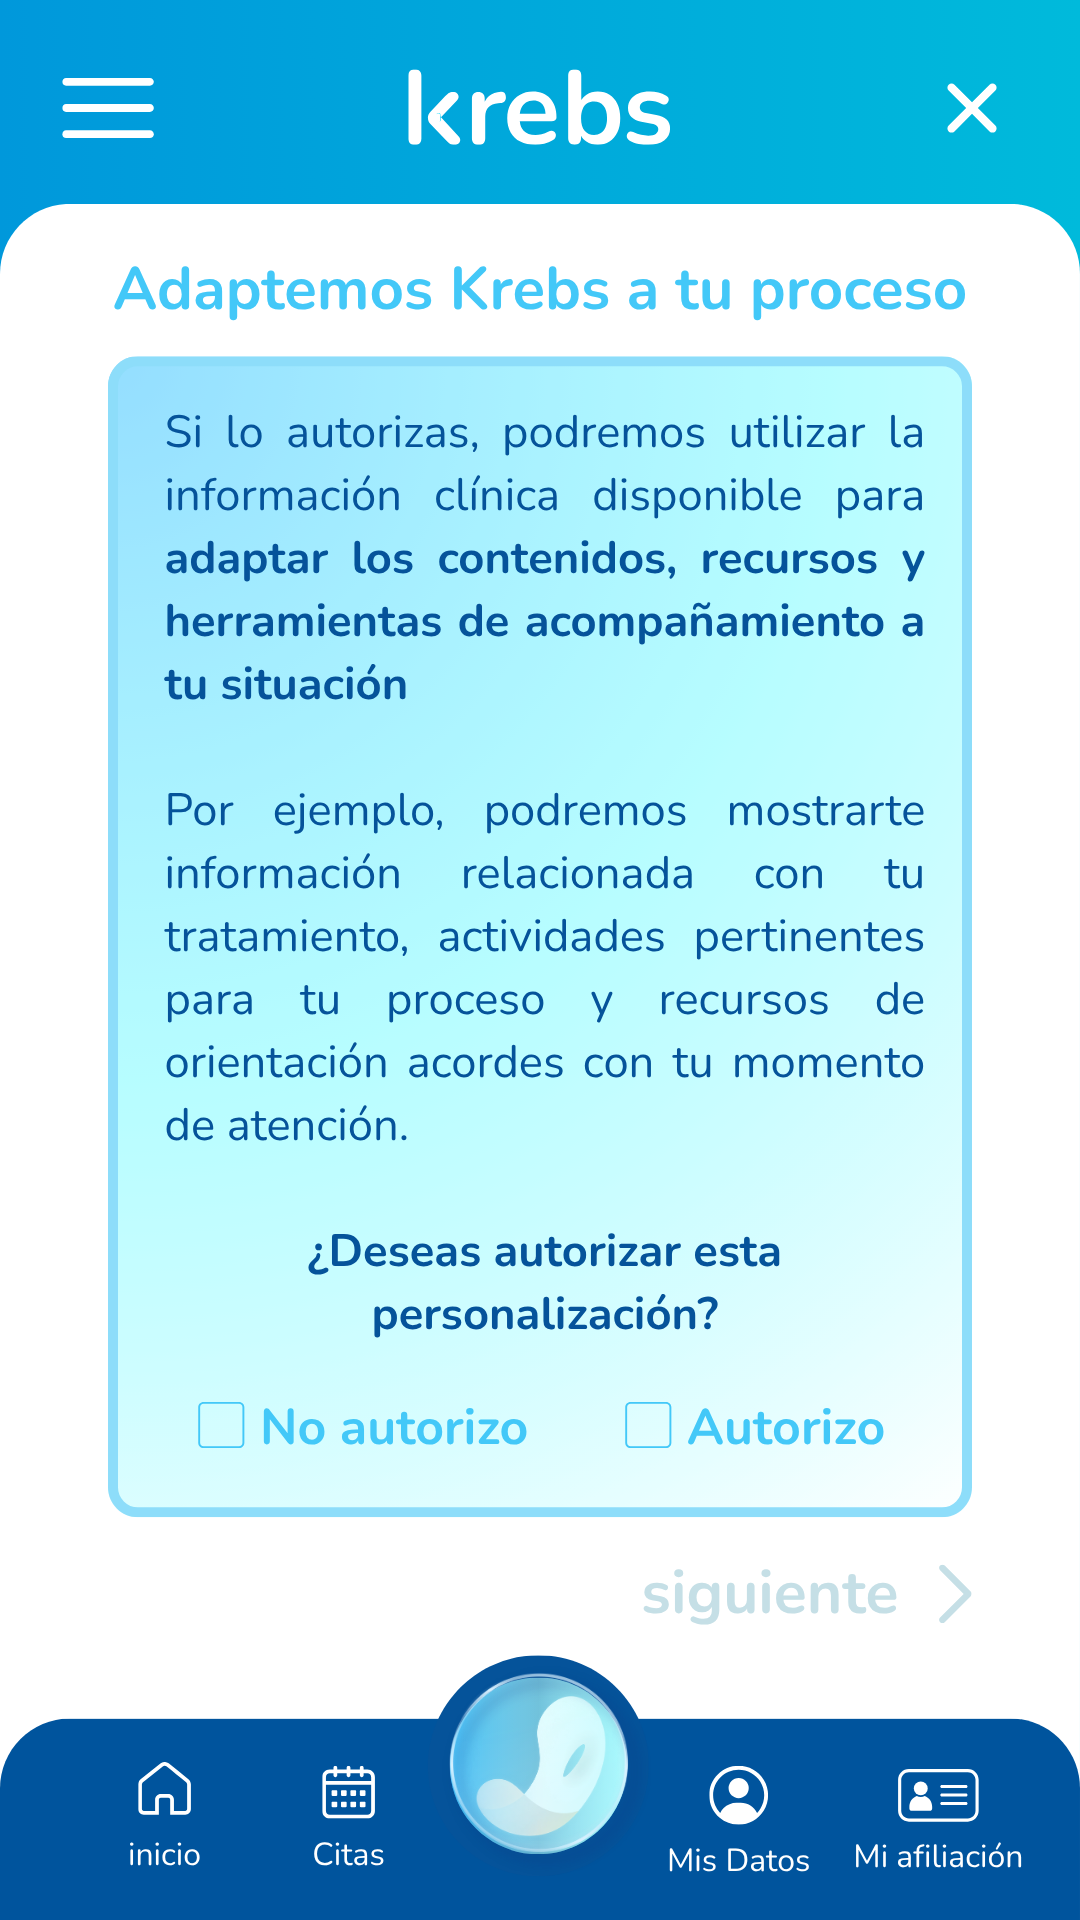 krebs
Adaptemos Krebs a tu proceso
Si lo autorizas, podremos utilizar la
información clínica disponible para
adaptar los contenidos, recursos y
herramientas de acompañamiento a
tu situación
Por ejemplo, podremos mostrarte
información relacionada con tu
tratamiento, actividades pertinentes
para tu proceso y recursos de
orientación acordes con tu momento
de atención.
¿Deseas autorizar esta
personalización?
No autorizo Autorizo
siguiente
inicio Citas Mis Datos Mi afiliación